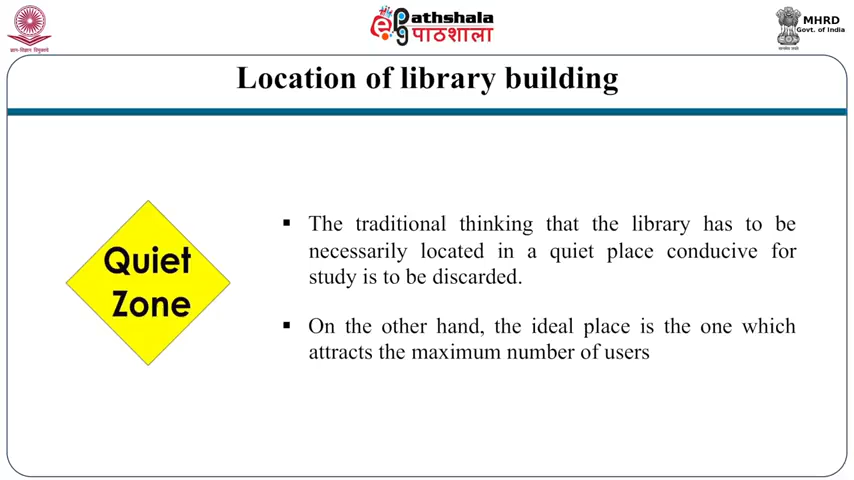 ePathshala
पाठशाला
MHRD
Govt. of India
Location of library building
Quiet
Zone
▪ The traditional thinking that the library has to be
necessarily located in a quiet place conducive for
study is to be discarded.
▪ On the other hand, the ideal place is the one which
attracts the maximum number of users